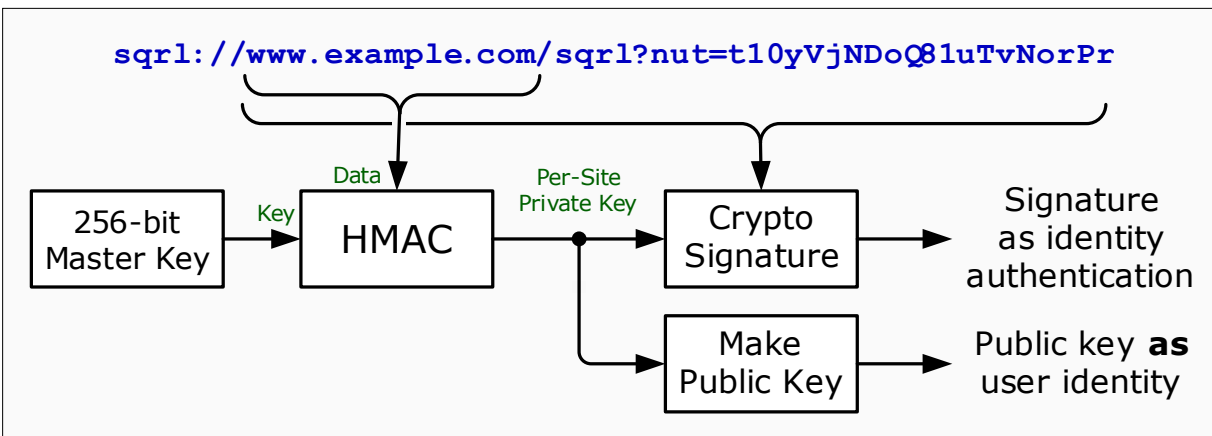 sqrl://www.example.com/sqrl?nut=t10yVjNDoQ81uTvNorPr
Data
Per-Site
Private Key
256-bit
Master Key
Key
HMAC
Crypto
Signature
Signature
as identity
authentication
Make
Public Key
Public key as
user identity